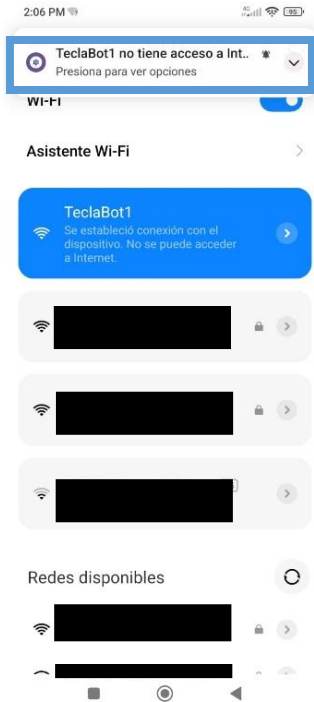 2:06 PM
4G
95
TeclaBot1 no tiene acceso a Int..
Presiona para ver opciones
Wi-Fi
Asistente Wi-Fi
TeclaBot1
Se estableció conexión con el
dispositivo. No se puede acceder
a Internet.
Redes disponibles